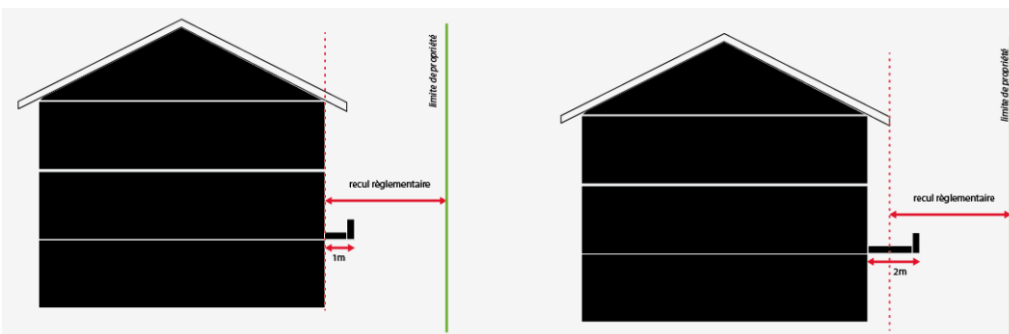 limite de propriété
recul règlementaire
1m
limite de propriété
recul règlementaire
2m